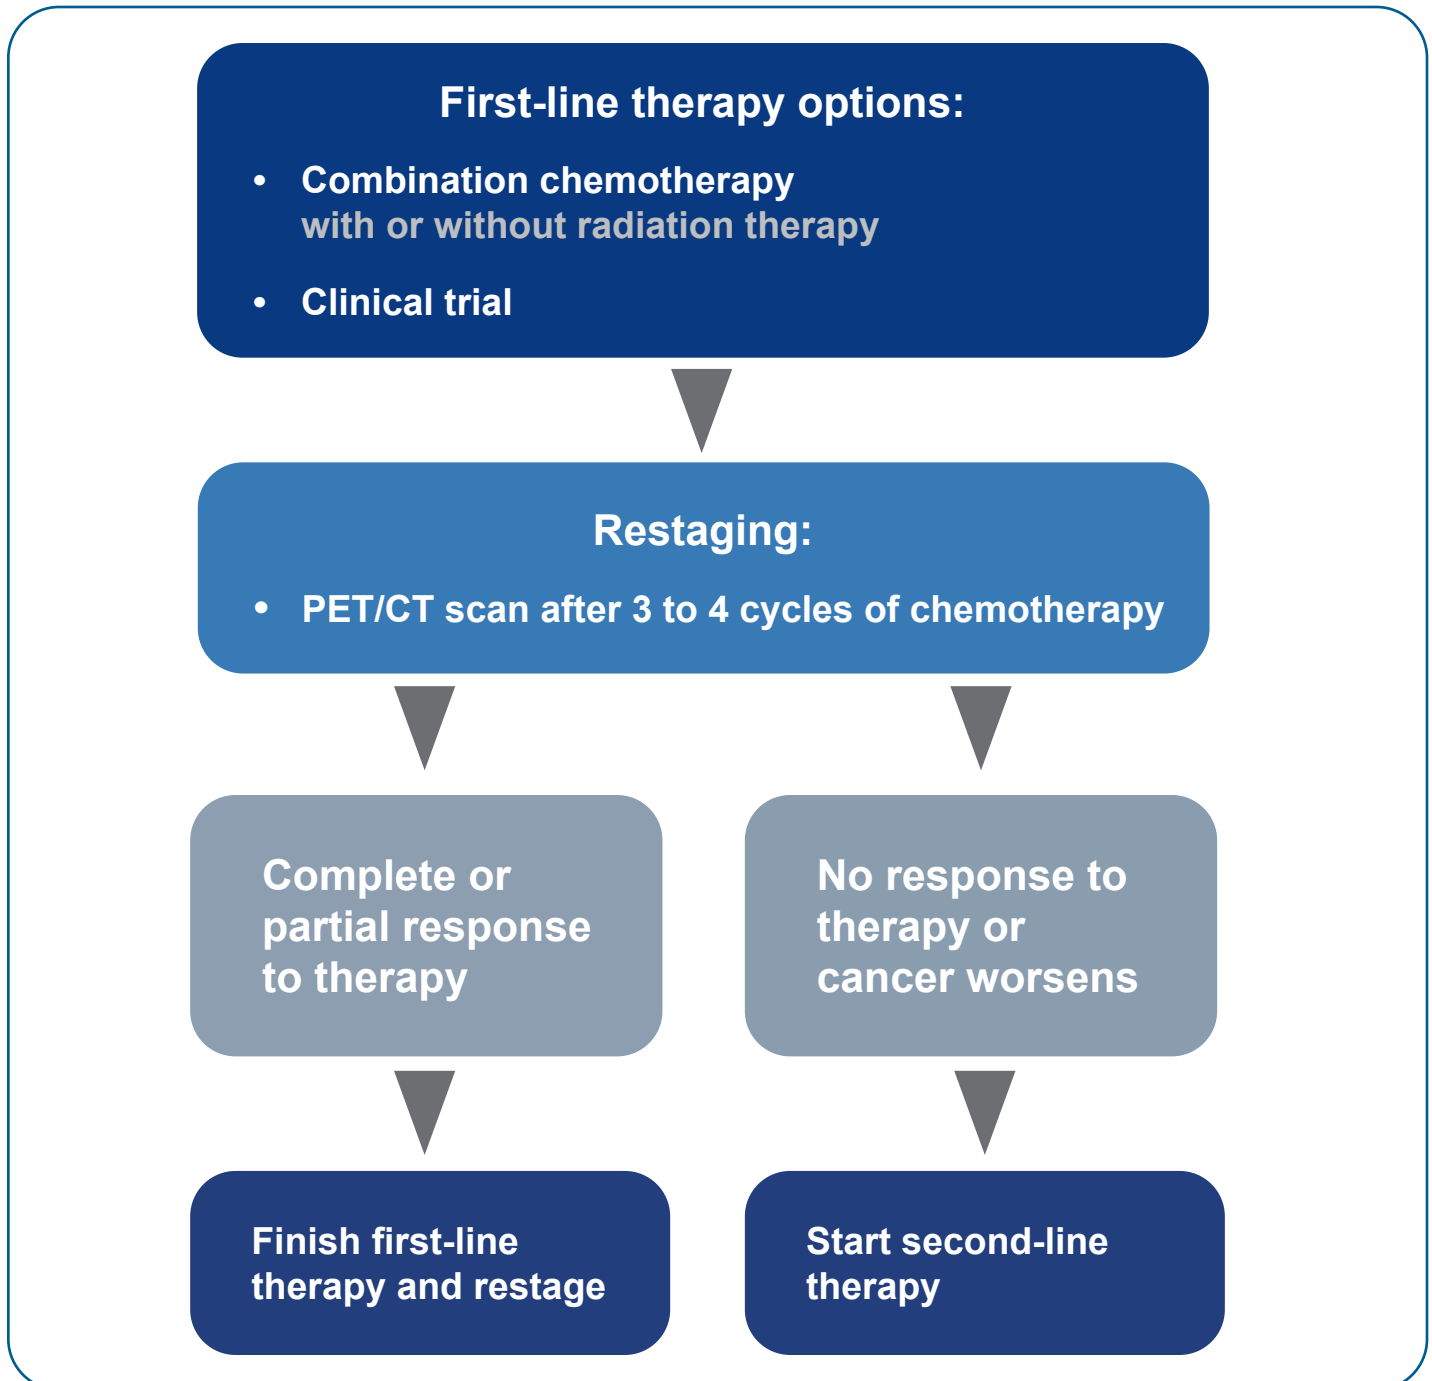 First-line therapy options:
• Combination chemotherapy
with or without radiation therapy
• Clinical trial
Restaging:
• PET/CT scan after 3 to 4 cycles of chemotherapy
Complete or
partial response
to therapy
No response to
therapy or
cancer worsens
Finish first-line
therapy and restage
Start second-line
therapy